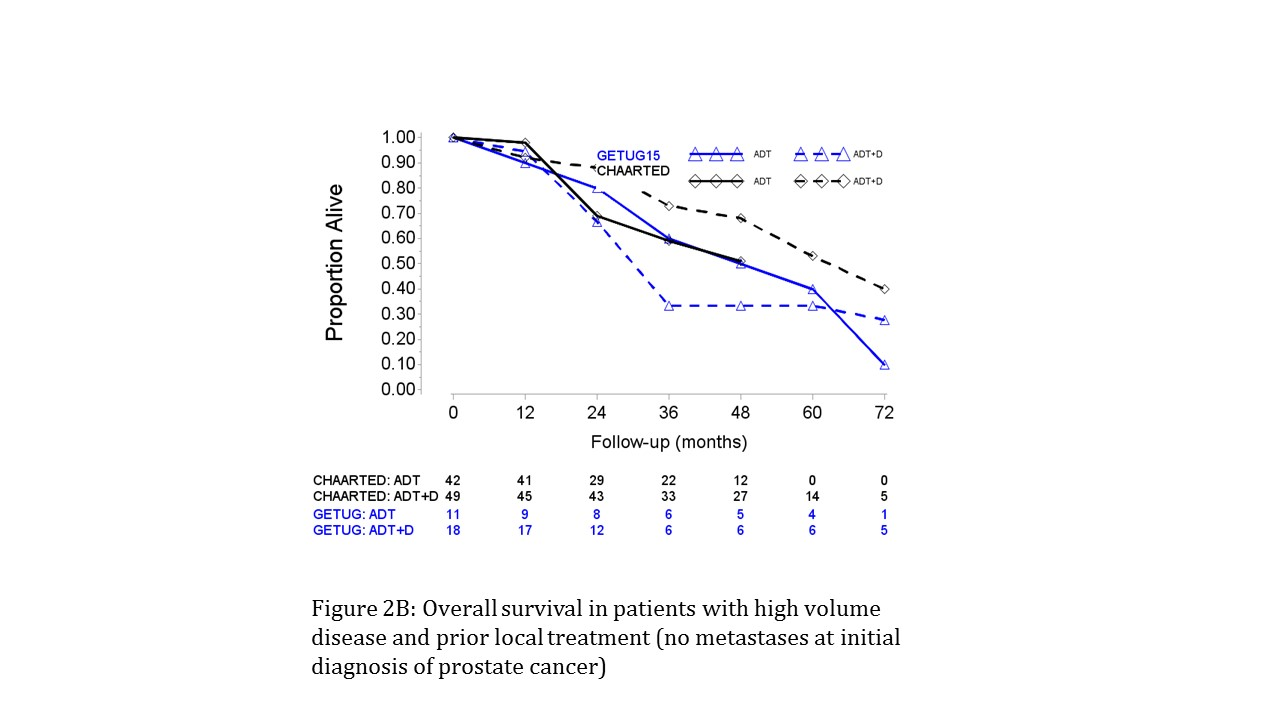 1.00
0.90
0.80
0.70
0.60
0.50
0.40
0.30
0.20
0.10
0.00
Proportion Alive
GETUG15 ADT ADT+D
CHAARTED ADT ADT+D
0 12 24 36 48 60 72
Follow-up (months)
CHAARTED: ADT 42 41 29 22 12 0 0
CHAARTED: ADT+D 49 45 43 33 27 14 5
GETUG: ADT 11 9 8 6 5 4 1
GETUG: ADT+D 18 17 12 6 6 6 5
Figure 2B: Overall survival in patients with high volume
disease and prior local treatment (no metastases at initial
diagnosis of prostate cancer)